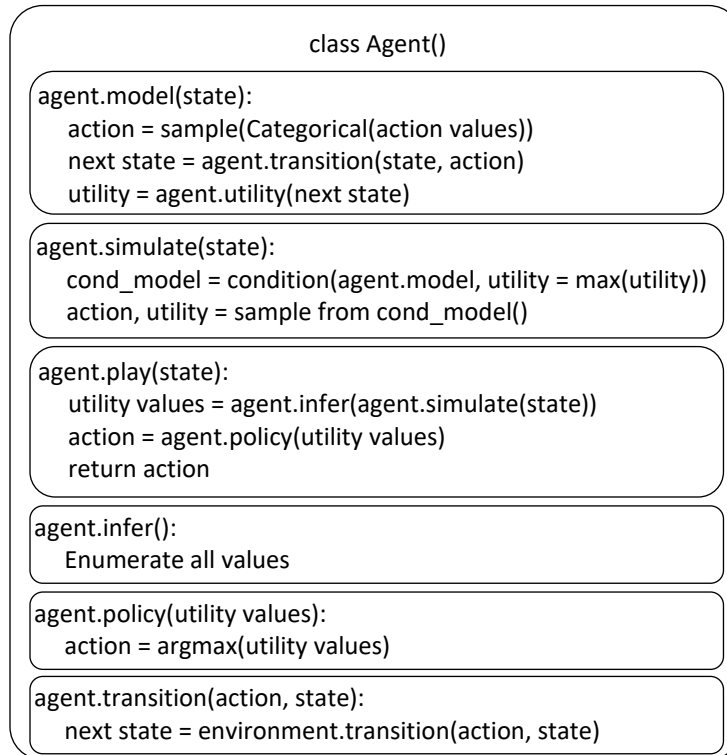 class Agent()
agent.model(state):
action = sample(Categorical(action values))
next state = agent.transition(state, action)
utility = agent.utility(next state)
agent.simulate(state):
cond_model = condition(agent.model, utility = max(utility))
action, utility = sample from cond_model()
agent.play(state):
utility values = agent.infer(agent.simulate(state))
action = agent.policy(utility values)
return action
agent.infer():
Enumerate all values
agent.policy(utility values):
action = argmax(utility values)
agent.transition(action, state):
next state = environment.transition(action, state)